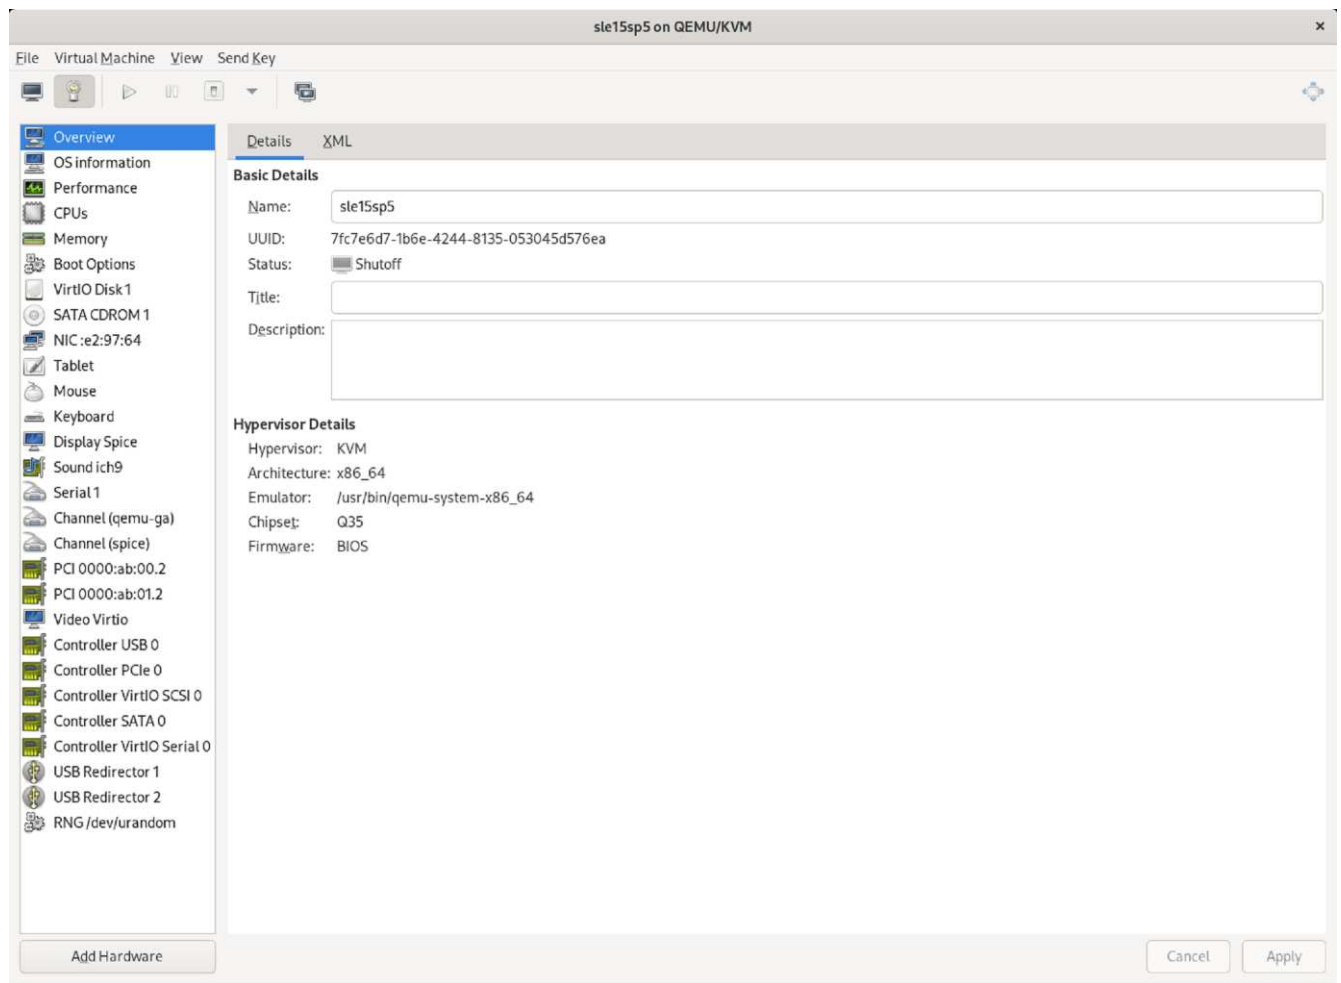 sle15sp5 on QEMU/KVM
File Virtual Machine View Send Key
Overview
OS information
Performance
CPUs
Memory
Boot Options
VirtIO Disk 1
SATA CDROM 1
NIC :e2:97:64
Tablet
Mouse
Keyboard
Display Spice
Sound ich9
Serial 1
Channel (qemu-ga)
Channel (spice)
PCI 0000:ab:00.2
PCI 0000:ab:01.2
Video Virtio
Controller USB 0
Controller PCIe 0
Controller VirtIO SCSI 0
Controller SATA 0
Controller VirtIO Serial 0
USB Redirector 1
USB Redirector 2
RNG /dev/urandom
Add Hardware
Details XML
Basic Details
Name: sle15sp5
UUID: 7fc7e6d7-1b6e-4244-8135-053045d576ea
Status: Shutoff
Title:
Description:
Hypervisor Details
Hypervisor: KVM
Architecture: x86_64
Emulator: /usr/bin/qemu-system-x86_64
Chipset: Q35
Firmware: BIOS
Cancel Apply